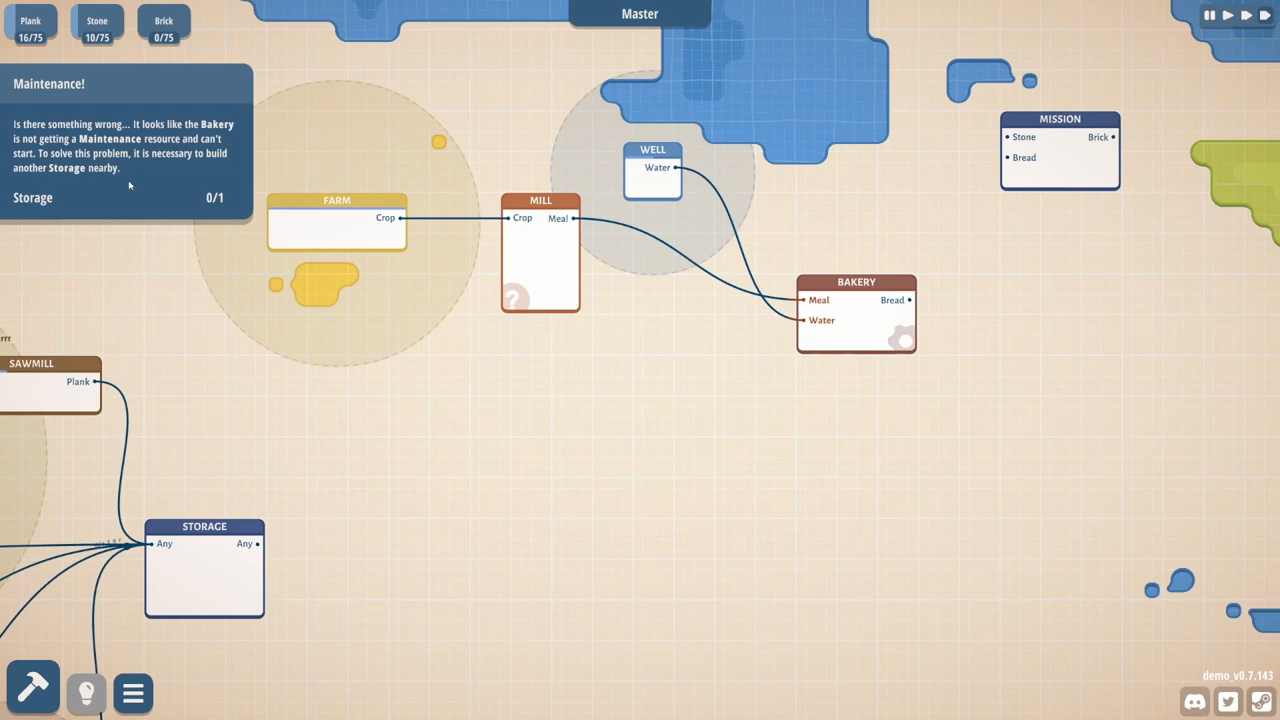 Plank
16/75
Stone
10/75
Brick
0/75
Master
Maintenance!
Is there something wrong... It looks like the Bakery
is not getting a Maintenance resource and can't
start. To solve this problem, it is necessary to build
another Storage nearby.
Storage 0/1
FARM
Crop
MILL
Crop Meal
?
WELL
Water
MISSION
Stone Brick
Bread
BAKERY
Meal Bread
Water
rrr
SAWMILL
Plank
STORAGE
Any Any
demo_v0.7.143